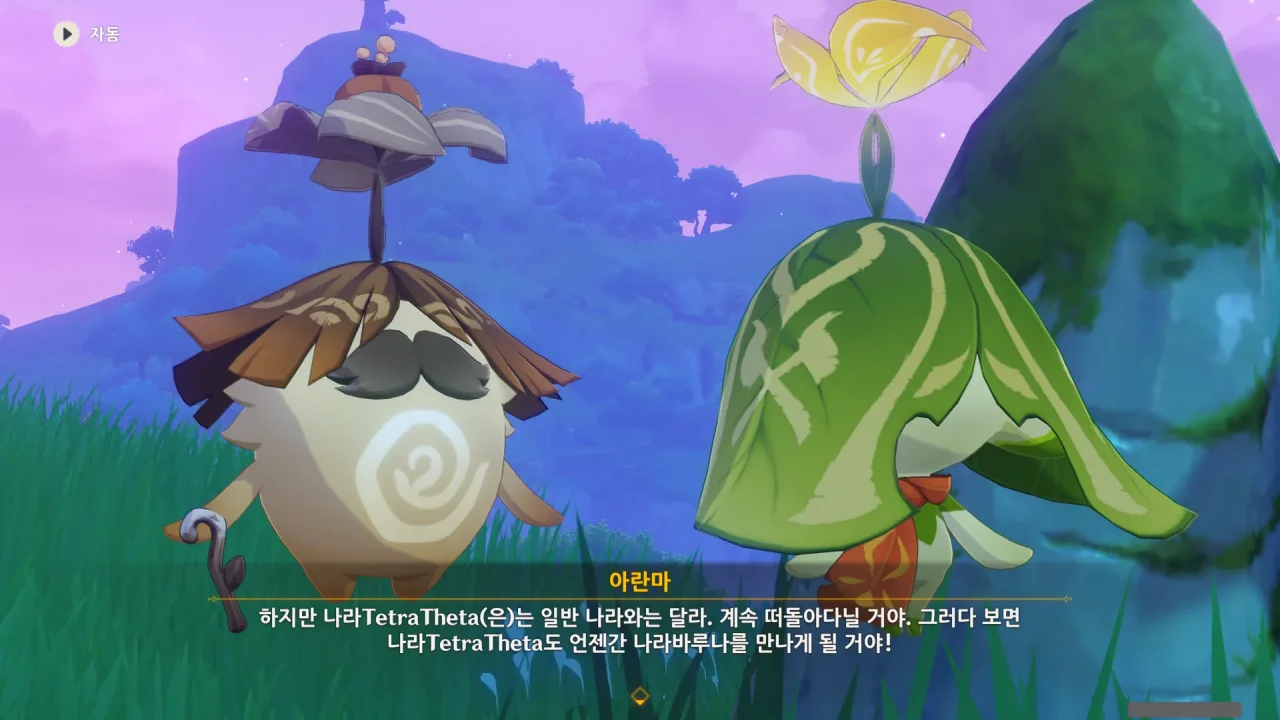 자동
아란마
하지만 나라TetraTheta(은)는 일반 나라와는 달라. 계속 떠돌아다닐 거야. 그러다 보면
나라TetraTheta도 언젠간 나라바루나를 만나게 될 거야!